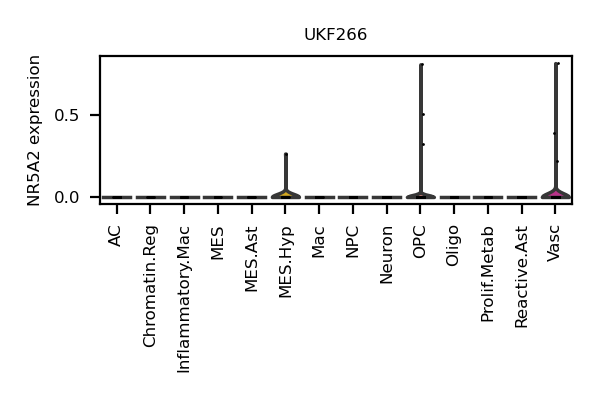 UKF266
NR5A2 expression
0.5
0.0
AC
Chromatin.Reg
Inflammatory.Mac
MES
MES.Ast
MES.Hyp
Mac
NPC
Neuron
OPC
Oligo
Prolif.Metab
Reactive.Ast
Vasc